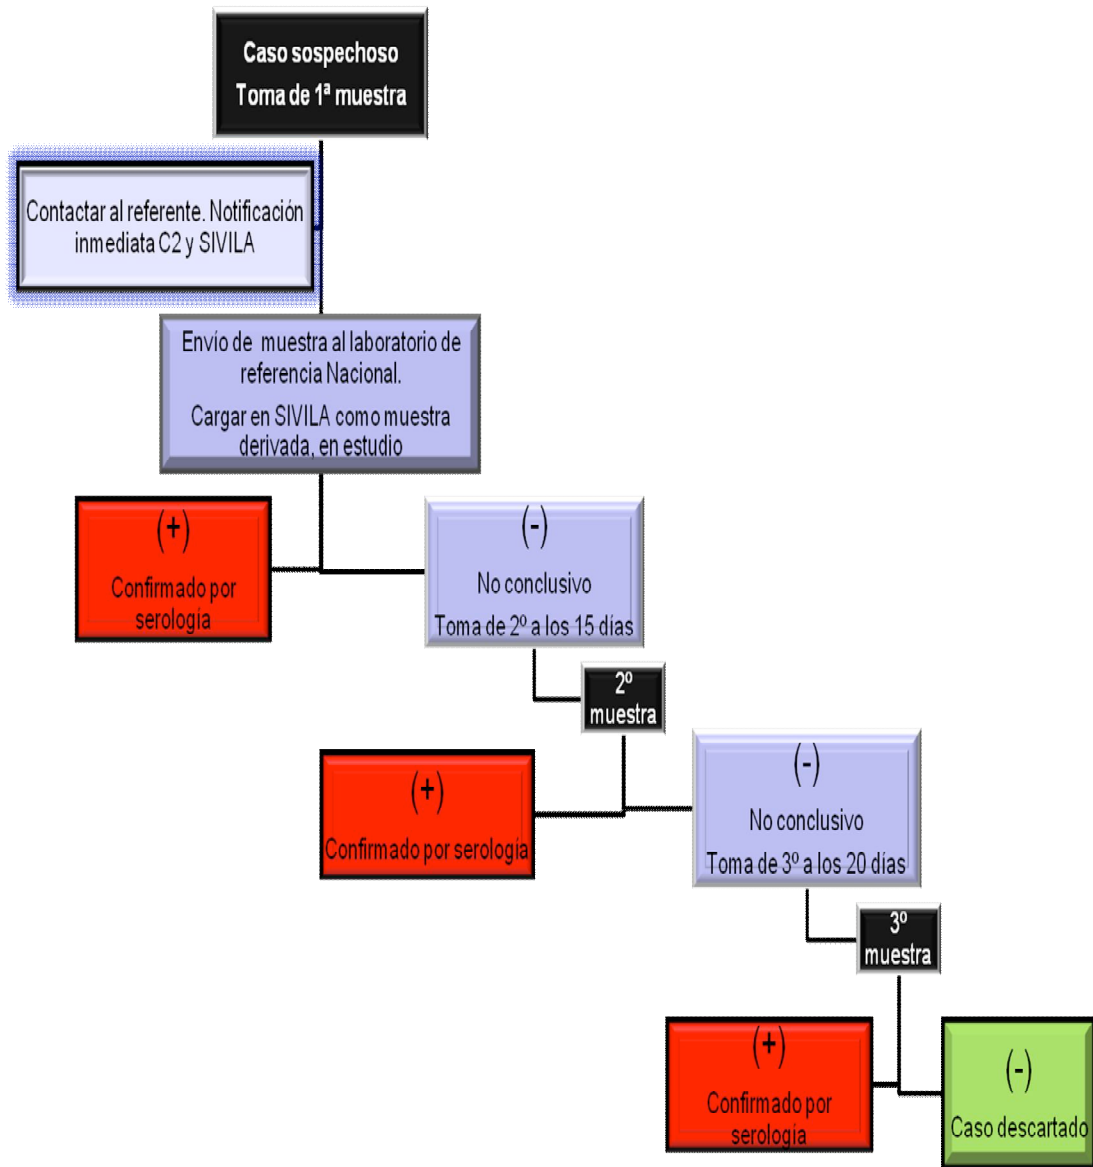 Caso sospechoso
Toma de 1ª muestra
Contactar al referente. Notificación
inmediata C2 y SIVILA
Envío de muestra al laboratorio de
referencia Nacional.
Cargar en SIVILA como muestra
derivada, en estudio
(+)
Confirmado por
serología
(-)
No conclusivo
Toma de 2º a los 15 días
2º
muestra
(+)
Confirmado por serología
(-)
No conclusivo
Toma de 3º a los 20 días
3º
muestra
(+)
Confirmado por
serología
(-)
Caso descartado